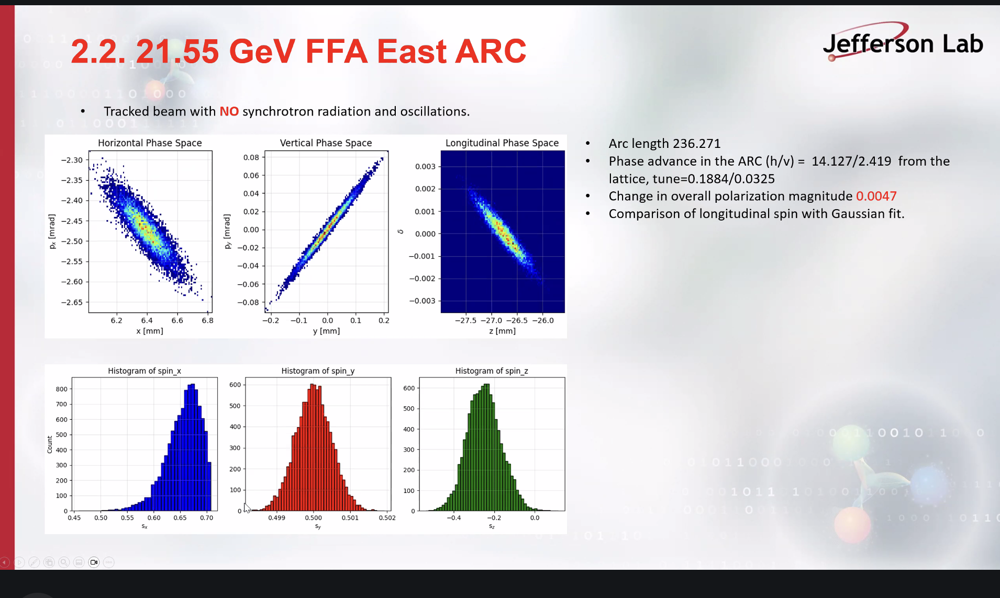 2.2. 21.55 GeV FFA East ARC
Jefferson Lab
• Tracked beam with NO synchrotron radiation and oscillations.
Horizontal Phase Space
−2.30
−2.35
−2.40
−2.45
−2.50
−2.55
−2.60
−2.65
pₓ [mrad]
6.2 6.4 6.6 6.8
x [mm]
Vertical Phase Space
0.08
0.06
0.04
0.02
0.00
−0.02
−0.04
−0.06
−0.08
pᵧ [mrad]
−0.2 −0.1 0.0 0.1 0.2
y [mm]
Longitudinal Phase Space
0.003
0.002
0.001
0.000
−0.001
−0.002
−0.003
δ
−27.5 −27.0 −26.5 −26.0
z [mm]
• Arc length 236.271
• Phase advance in the ARC (h/v) = 14.127/2.419 from the
lattice, tune=0.1884/0.0325
• Change in overall polarization magnitude 0.0047
• Comparison of longitudinal spin with Gaussian fit.
Histogram of spin_x
800
700
600
500
400
300
200
100
0
Count
0.45 0.50 0.55 0.60 0.65 0.70
sₓ
Histogram of spin_y
600
500
400
300
200
100
0
0.499 0.500 0.501 0.502
sᵧ
Histogram of spin_z
600
500
400
300
200
100
0
−0.4 −0.2 0.0
s_z